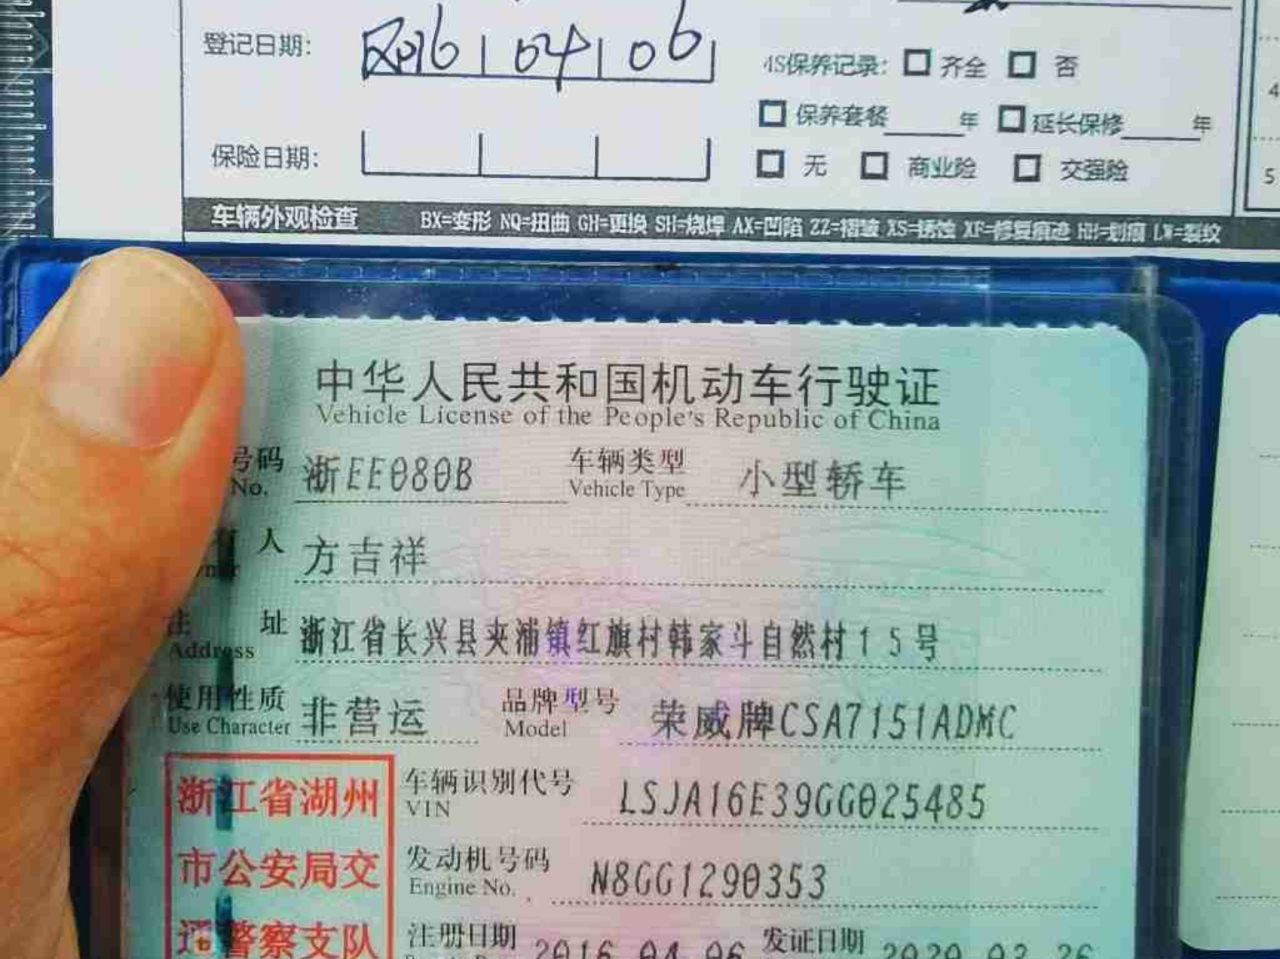 登记日期： 2016 04 06
4S保养记录： 齐全 否
保养套餐 年 延长保修 年
保险日期：
无 商业险 交强险
4
5
车辆外观检查 BX=变形 NQ=扭曲 GH=更换 SH=烧焊 AX=凹陷 ZZ=褶皱 XS=锈蚀 XF=修复痕迹 HH=划痕 LW=裂纹
中华人民共和国机动车行驶证
Vehicle License of the People's Republic of China
号码 浙EE080B 车辆类型 小型轿车
No. Vehicle Type
人 方吉祥
址 浙江省长兴县夹浦镇红旗村韩家斗自然村15号
Address
使用性质 非营运 品牌型号 荣威牌CSA7151ADMC
Use Character Model
浙江省湖州
市公安局交
通警察支队
车辆识别代号 LSJA16E39GG025485
VIN
发动机号码 N8GG1290353
Engine No.
注册日期 2016-04-06 发证日期 2020-03-26